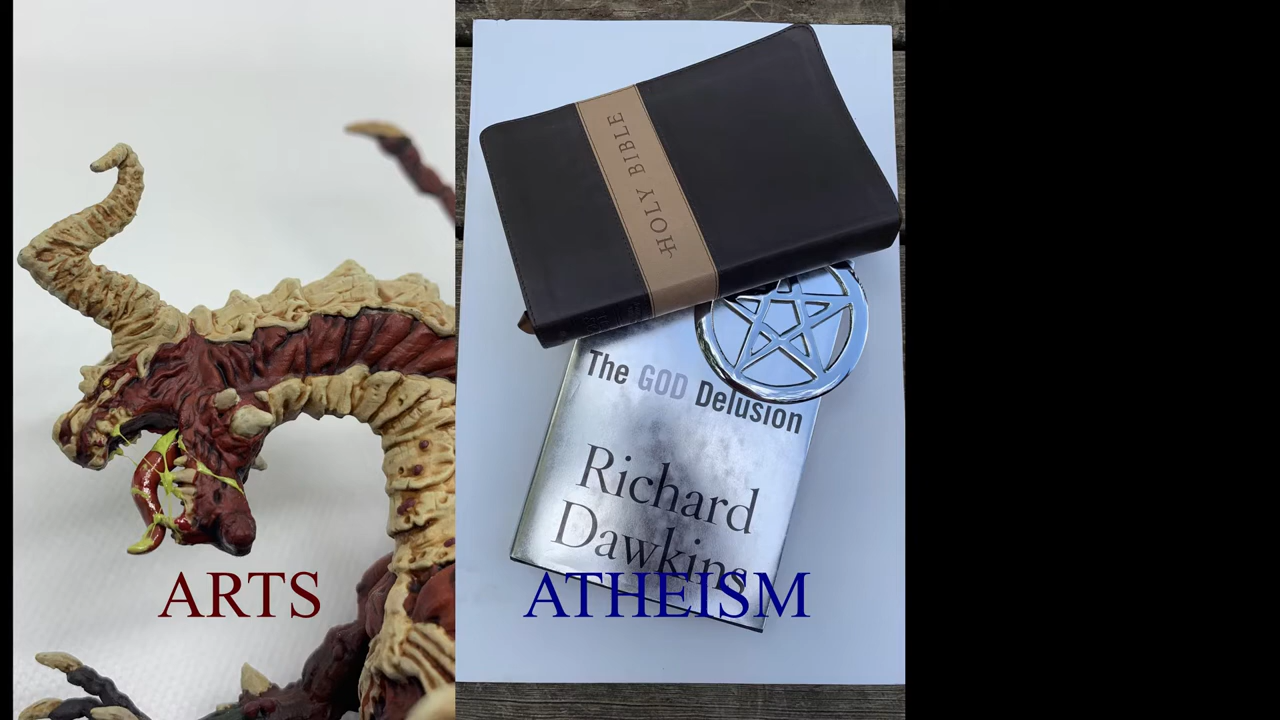 HOLY BIBLE
The GOD Delusion
Richard
Dawkins
ARTS
ATHEISM